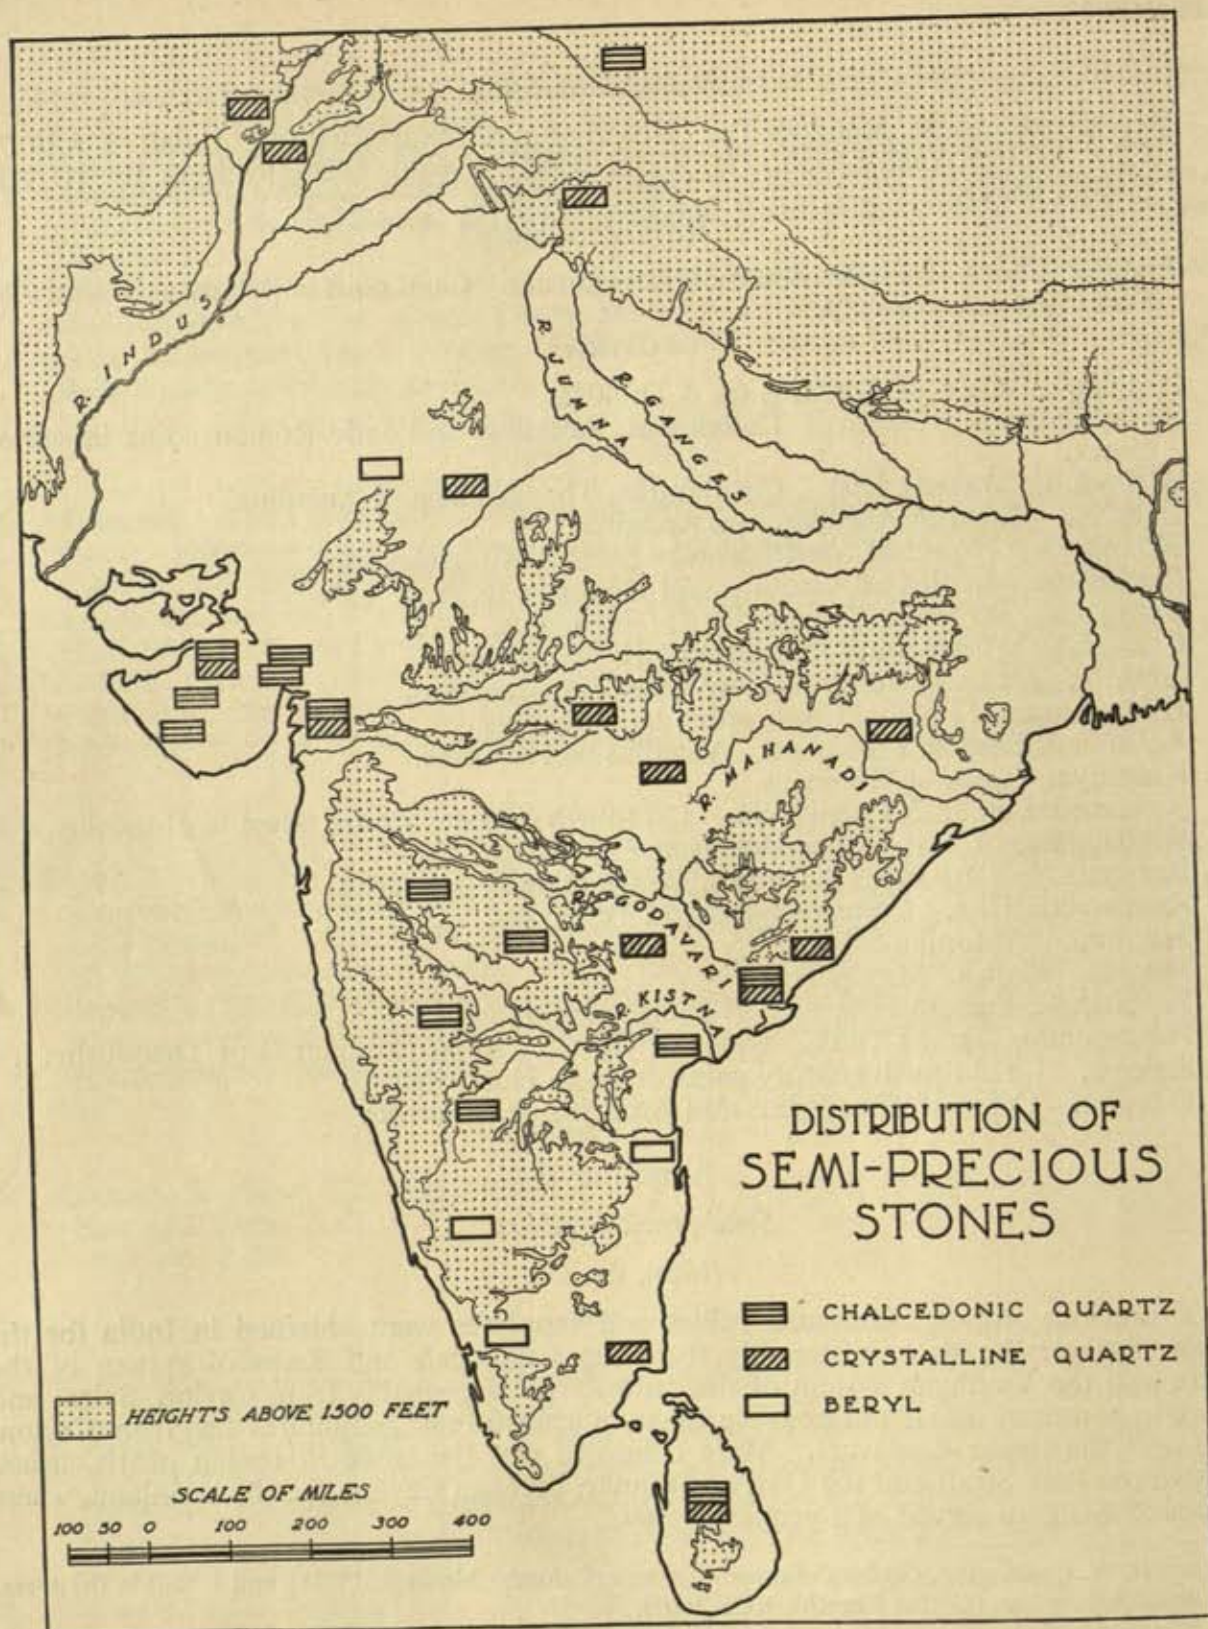 R. INDUS
R. JUMNA
R. GANGES
R. MAHANADI
R. GODAVARI
R. KISTNA
DISTRIBUTION OF
SEMI-PRECIOUS
STONES
CHALCEDONIC QUARTZ
CRYSTALLINE QUARTZ
BERYL
HEIGHTS ABOVE 1500 FEET
SCALE OF MILES
100 50 0 100 200 300 400